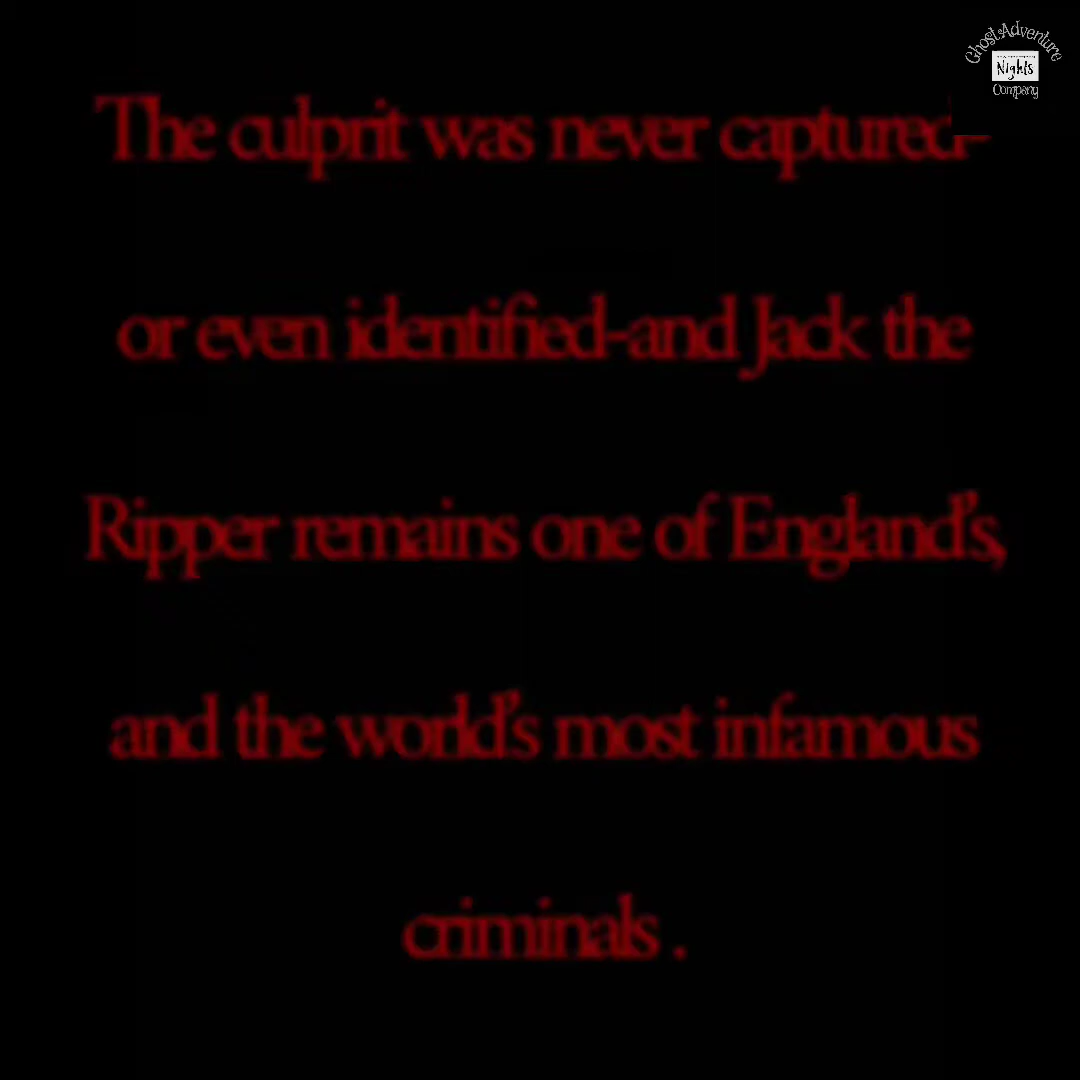 Ghost Adventure
Nights
Company
The culprit was never captured-
or even identified-and Jack the
Ripper remains one of England's,
and the world's most infamous
criminals .